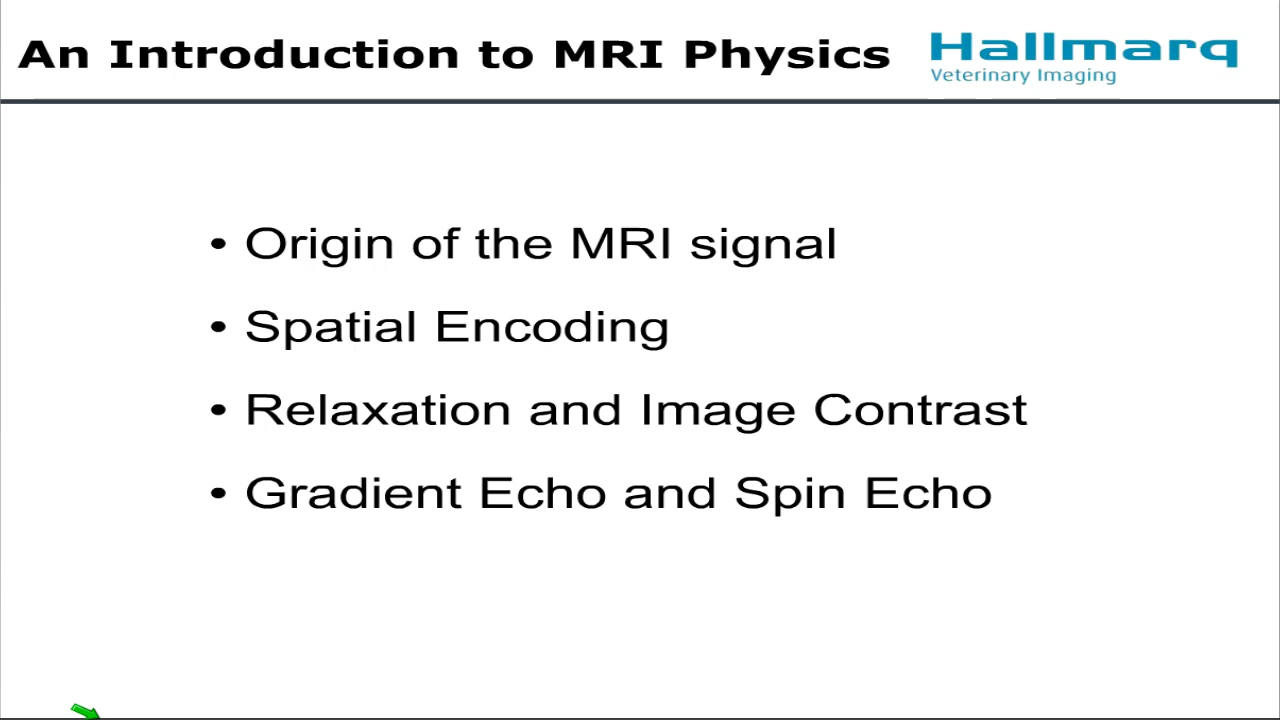 An Introduction to MRI Physics
Hallmarq
Veterinary Imaging
• Origin of the MRI signal
• Spatial Encoding
• Relaxation and Image Contrast
• Gradient Echo and Spin Echo